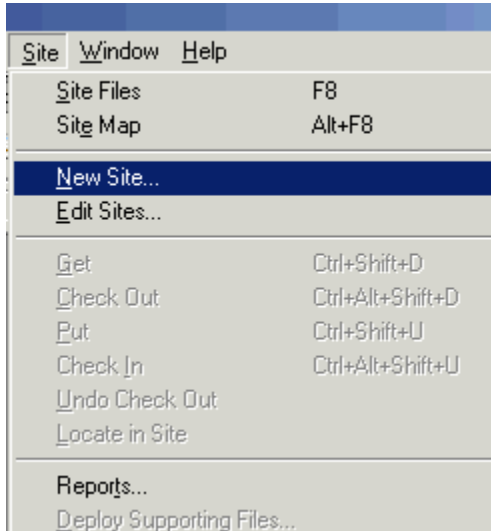 Site Window Help
Site Files F8
Site Map Alt+F8
New Site...
Edit Sites...
Get Ctrl+Shift+D
Check Out Ctrl+Alt+Shift+D
Put Ctrl+Shift+U
Check In Ctrl+Alt+Shift+U
Undo Check Out
Locate in Site
Reports...
Deploy Supporting Files...